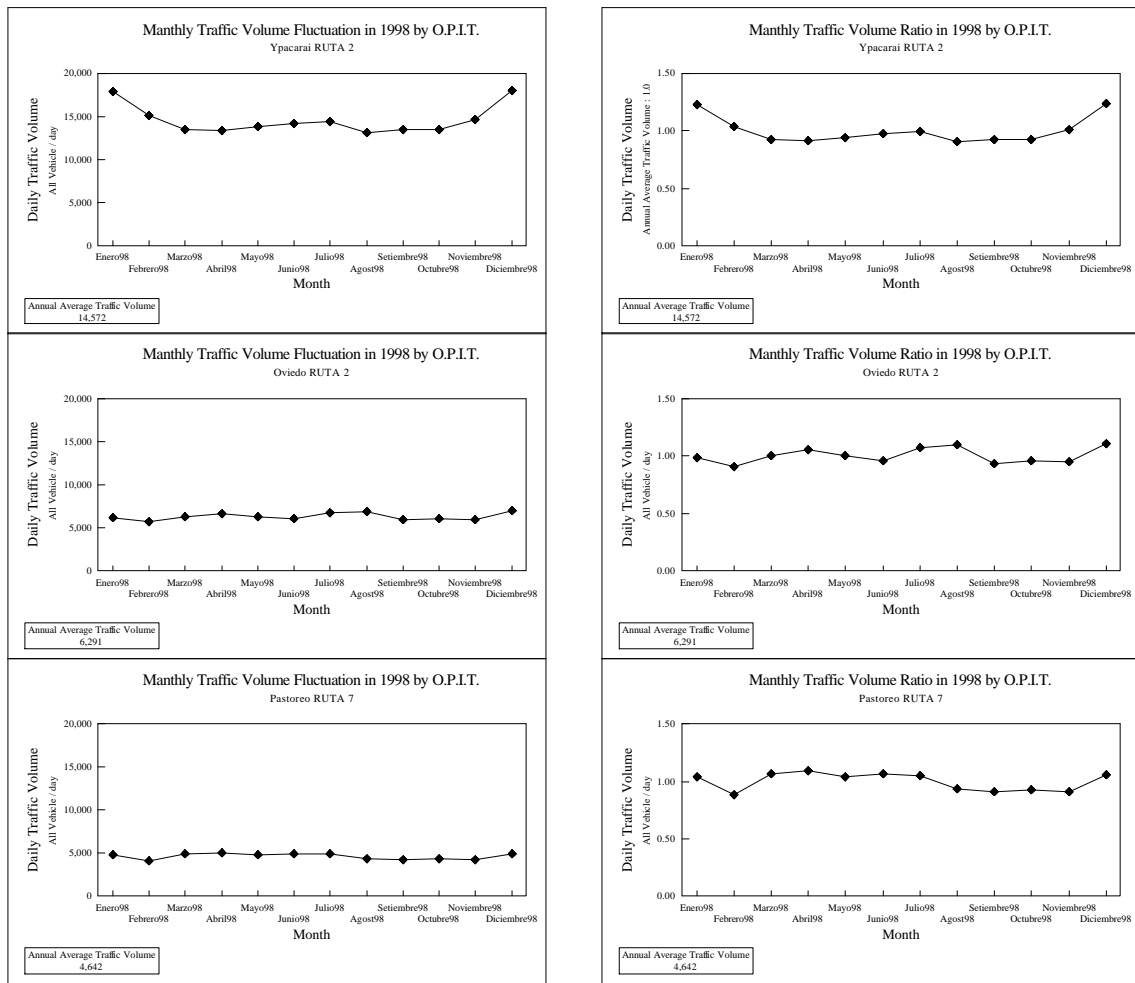 Manthly Traffic Volume Fluctuation in 1998 by O.P.I.T.
Ypacarai RUTA 2
Daily Traffic Volume
All Vehicle / day
20,000
15,000
10,000
5,000
0
Enero98
Febrero98
Marzo98
Abril98
Mayo98
Junio98
Julio98
Agost98
Setiembre98
Octubre98
Noviembre98
Diciembre98
Month
Annual Average Traffic Volume
14,572
Manthly Traffic Volume Ratio in 1998 by O.P.I.T.
Ypacarai RUTA 2
Daily Traffic Volume
Annual Average Traffic Volume : 1.0
1.50
1.00
0.50
0.00
Enero98
Febrero98
Marzo98
Abril98
Mayo98
Junio98
Julio98
Agost98
Setiembre98
Octubre98
Noviembre98
Diciembre98
Month
Annual Average Traffic Volume
14,572
Manthly Traffic Volume Fluctuation in 1998 by O.P.I.T.
Oviedo RUTA 2
Daily Traffic Volume
All Vehicle / day
20,000
15,000
10,000
5,000
0
Enero98
Febrero98
Marzo98
Abril98
Mayo98
Junio98
Julio98
Agost98
Setiembre98
Octubre98
Noviembre98
Diciembre98
Month
Annual Average Traffic Volume
6,291
Manthly Traffic Volume Ratio in 1998 by O.P.I.T.
Oviedo RUTA 2
Daily Traffic Volume
All Vehicle / day
1.50
1.00
0.50
0.00
Enero98
Febrero98
Marzo98
Abril98
Mayo98
Junio98
Julio98
Agost98
Setiembre98
Octubre98
Noviembre98
Diciembre98
Month
Annual Average Traffic Volume
6,291
Manthly Traffic Volume Fluctuation in 1998 by O.P.I.T.
Pastoreo RUTA 7
Daily Traffic Volume
All Vehicle / day
20,000
15,000
10,000
5,000
0
Enero98
Febrero98
Marzo98
Abril98
Mayo98
Junio98
Julio98
Agost98
Setiembre98
Octubre98
Noviembre98
Diciembre98
Month
Annual Average Traffic Volume
4,642
Manthly Traffic Volume Ratio in 1998 by O.P.I.T.
Pastoreo RUTA 7
Daily Traffic Volume
All Vehicle / day
1.50
1.00
0.50
0.00
Enero98
Febrero98
Marzo98
Abril98
Mayo98
Junio98
Julio98
Agost98
Setiembre98
Octubre98
Noviembre98
Diciembre98
Month
Annual Average Traffic Volume
4,642